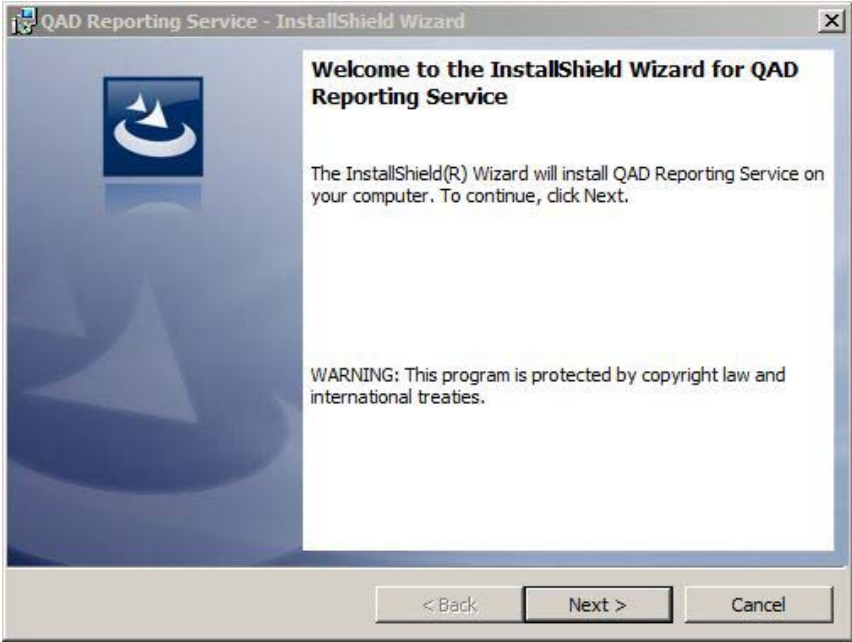 QAD Reporting Service - InstallShield Wizard
Welcome to the InstallShield Wizard for QAD
Reporting Service
The InstallShield(R) Wizard will install QAD Reporting Service on
your computer. To continue, click Next.
WARNING: This program is protected by copyright law and
international treaties.
< Back
Next >
Cancel